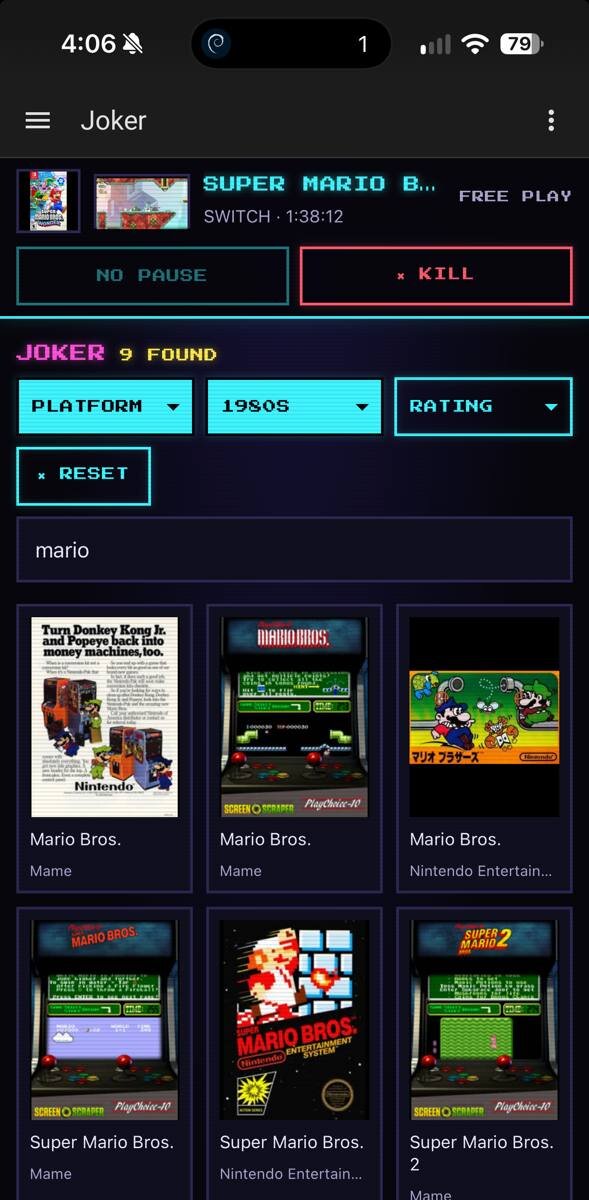 4:06
1
79
Joker
SUPER MARIO B...
FREE PLAY
SWITCH · 1:38:12
NO PAUSE
× KILL
JOKER 9 FOUND
PLATFORM
1980S
RATING
× RESET
mario
Turn Donkey Kong Jr.
and Popeye back into
money machines, too.
Nintendo
MARIO BROS.
SCREEN SCRAPER
PlayChoice-10
マリオブラザーズ
Nintendo
Mario Bros.
Mame
Mario Bros.
Mame
Mario Bros.
Nintendo Entertain...
MARIO BROS.
SCREEN SCRAPER
PlayChoice-10
SUPER
MARIO BROS.
Nintendo
ENTERTAINMENT
SYSTEM
ACTION SERIES
SUPER
MARIO 2
SCREEN SCRAPER
PlayChoice-10
Super Mario Bros.
Mame
Super Mario Bros.
Nintendo Entertain...
Super Mario Bros.
2
Mame